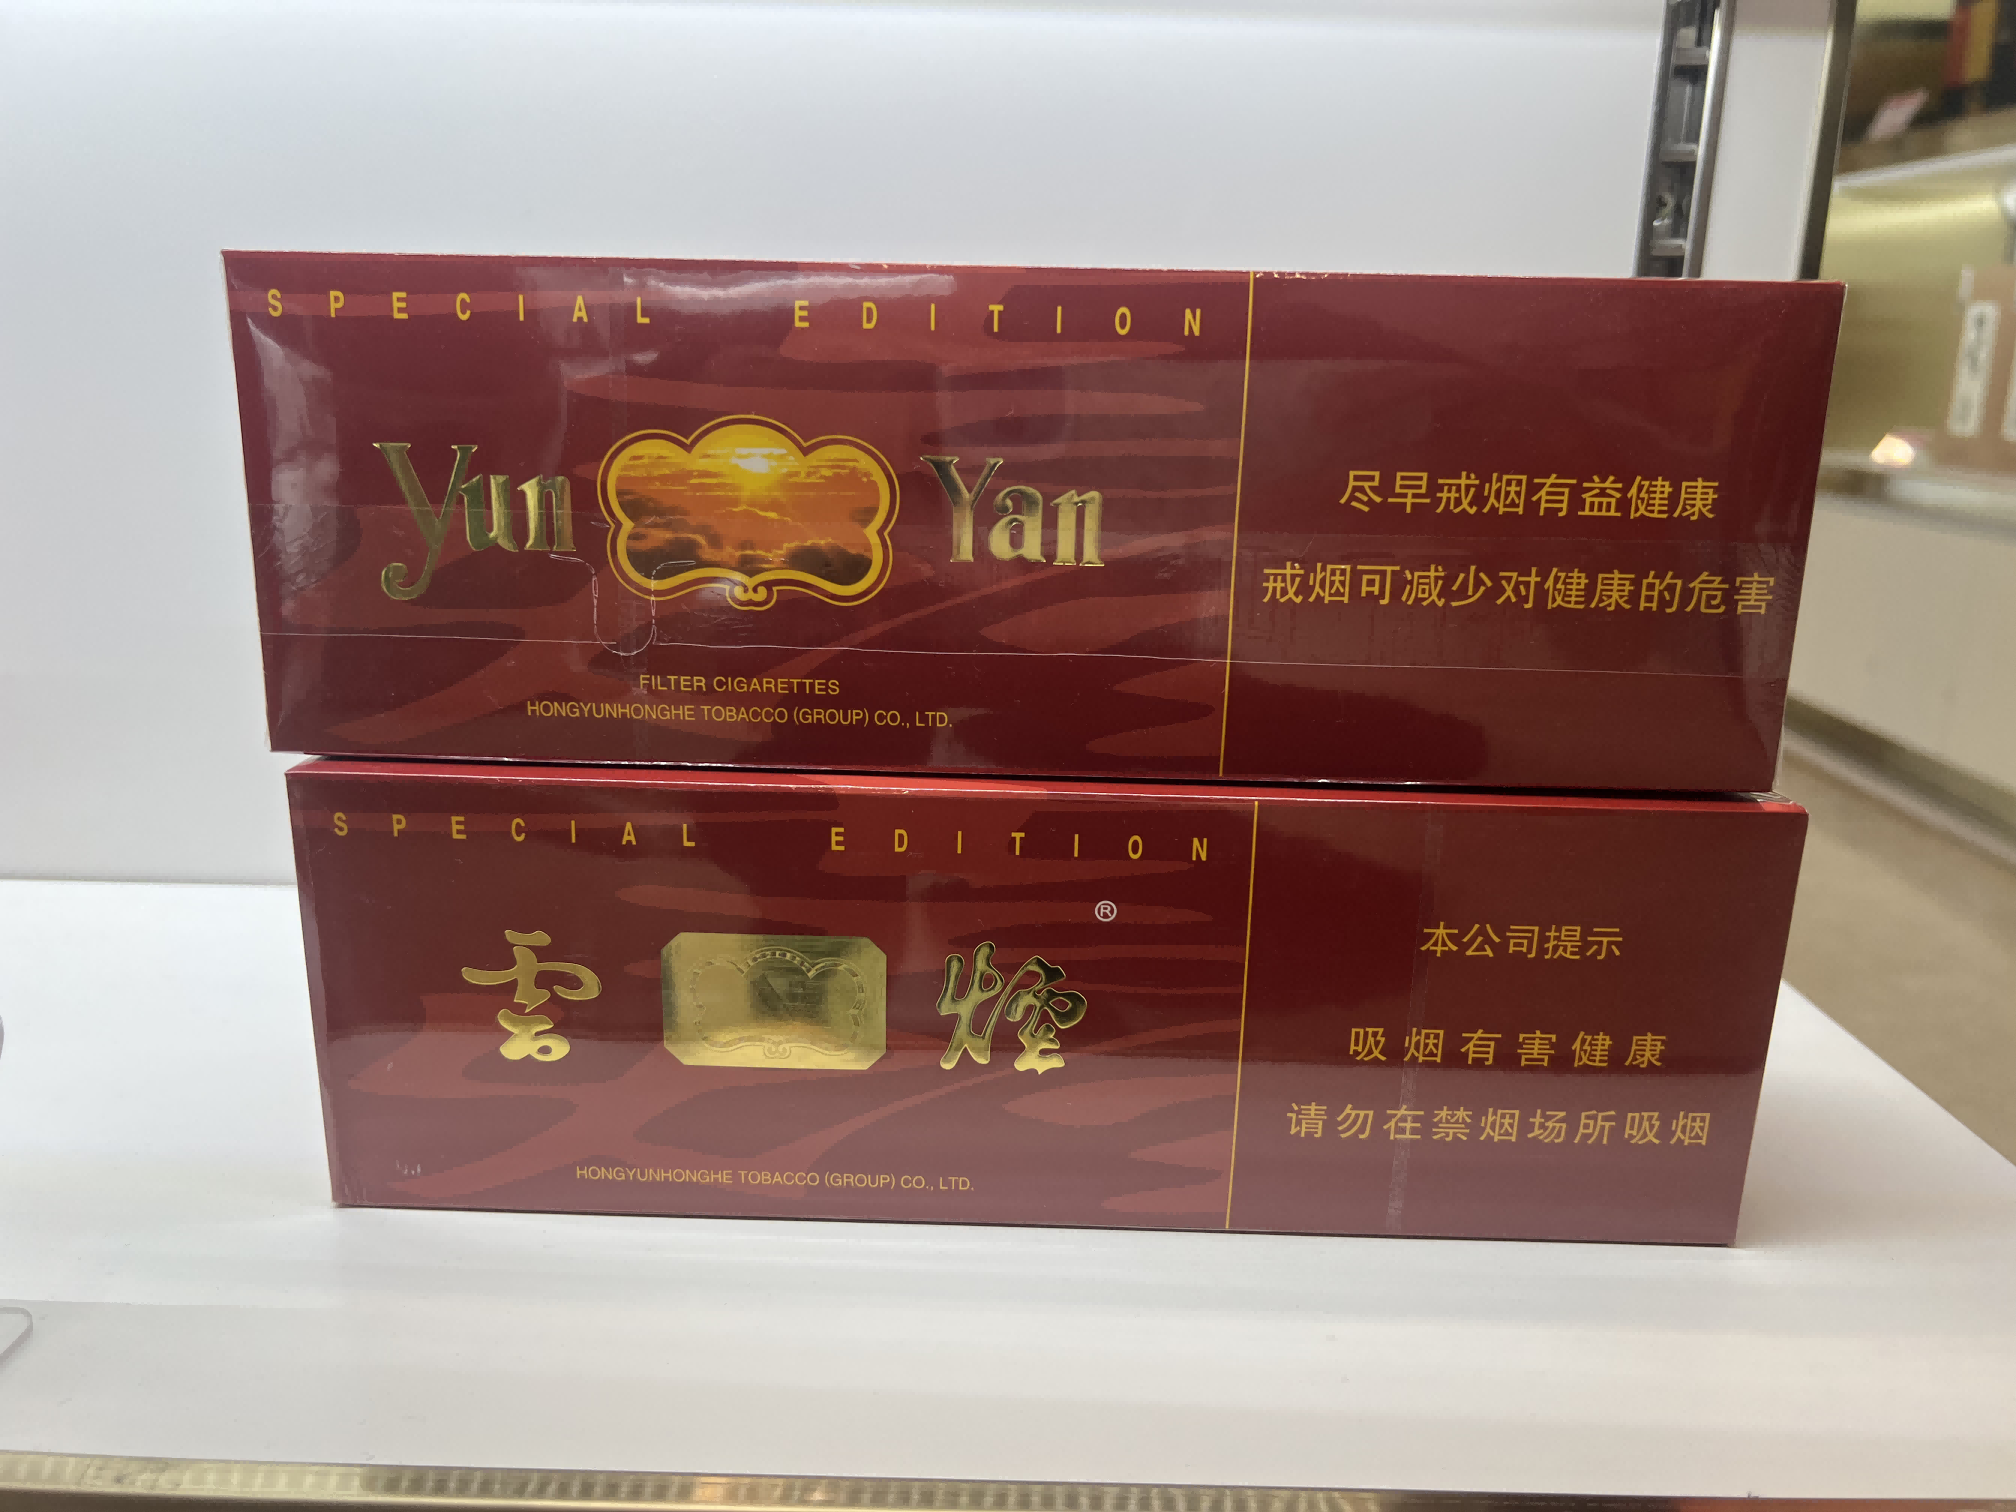 SPECIAL EDITION
Yun Yan
FILTER CIGARETTES
HONGYUNHONGHE TOBACCO (GROUP) CO., LTD.
尽早戒烟有益健康
戒烟可减少对健康的危害
SPECIAL EDITION
®
雲煙
HONGYUNHONGHE TOBACCO (GROUP) CO., LTD.
本公司提示
吸烟有害健康
请勿在禁烟场所吸烟